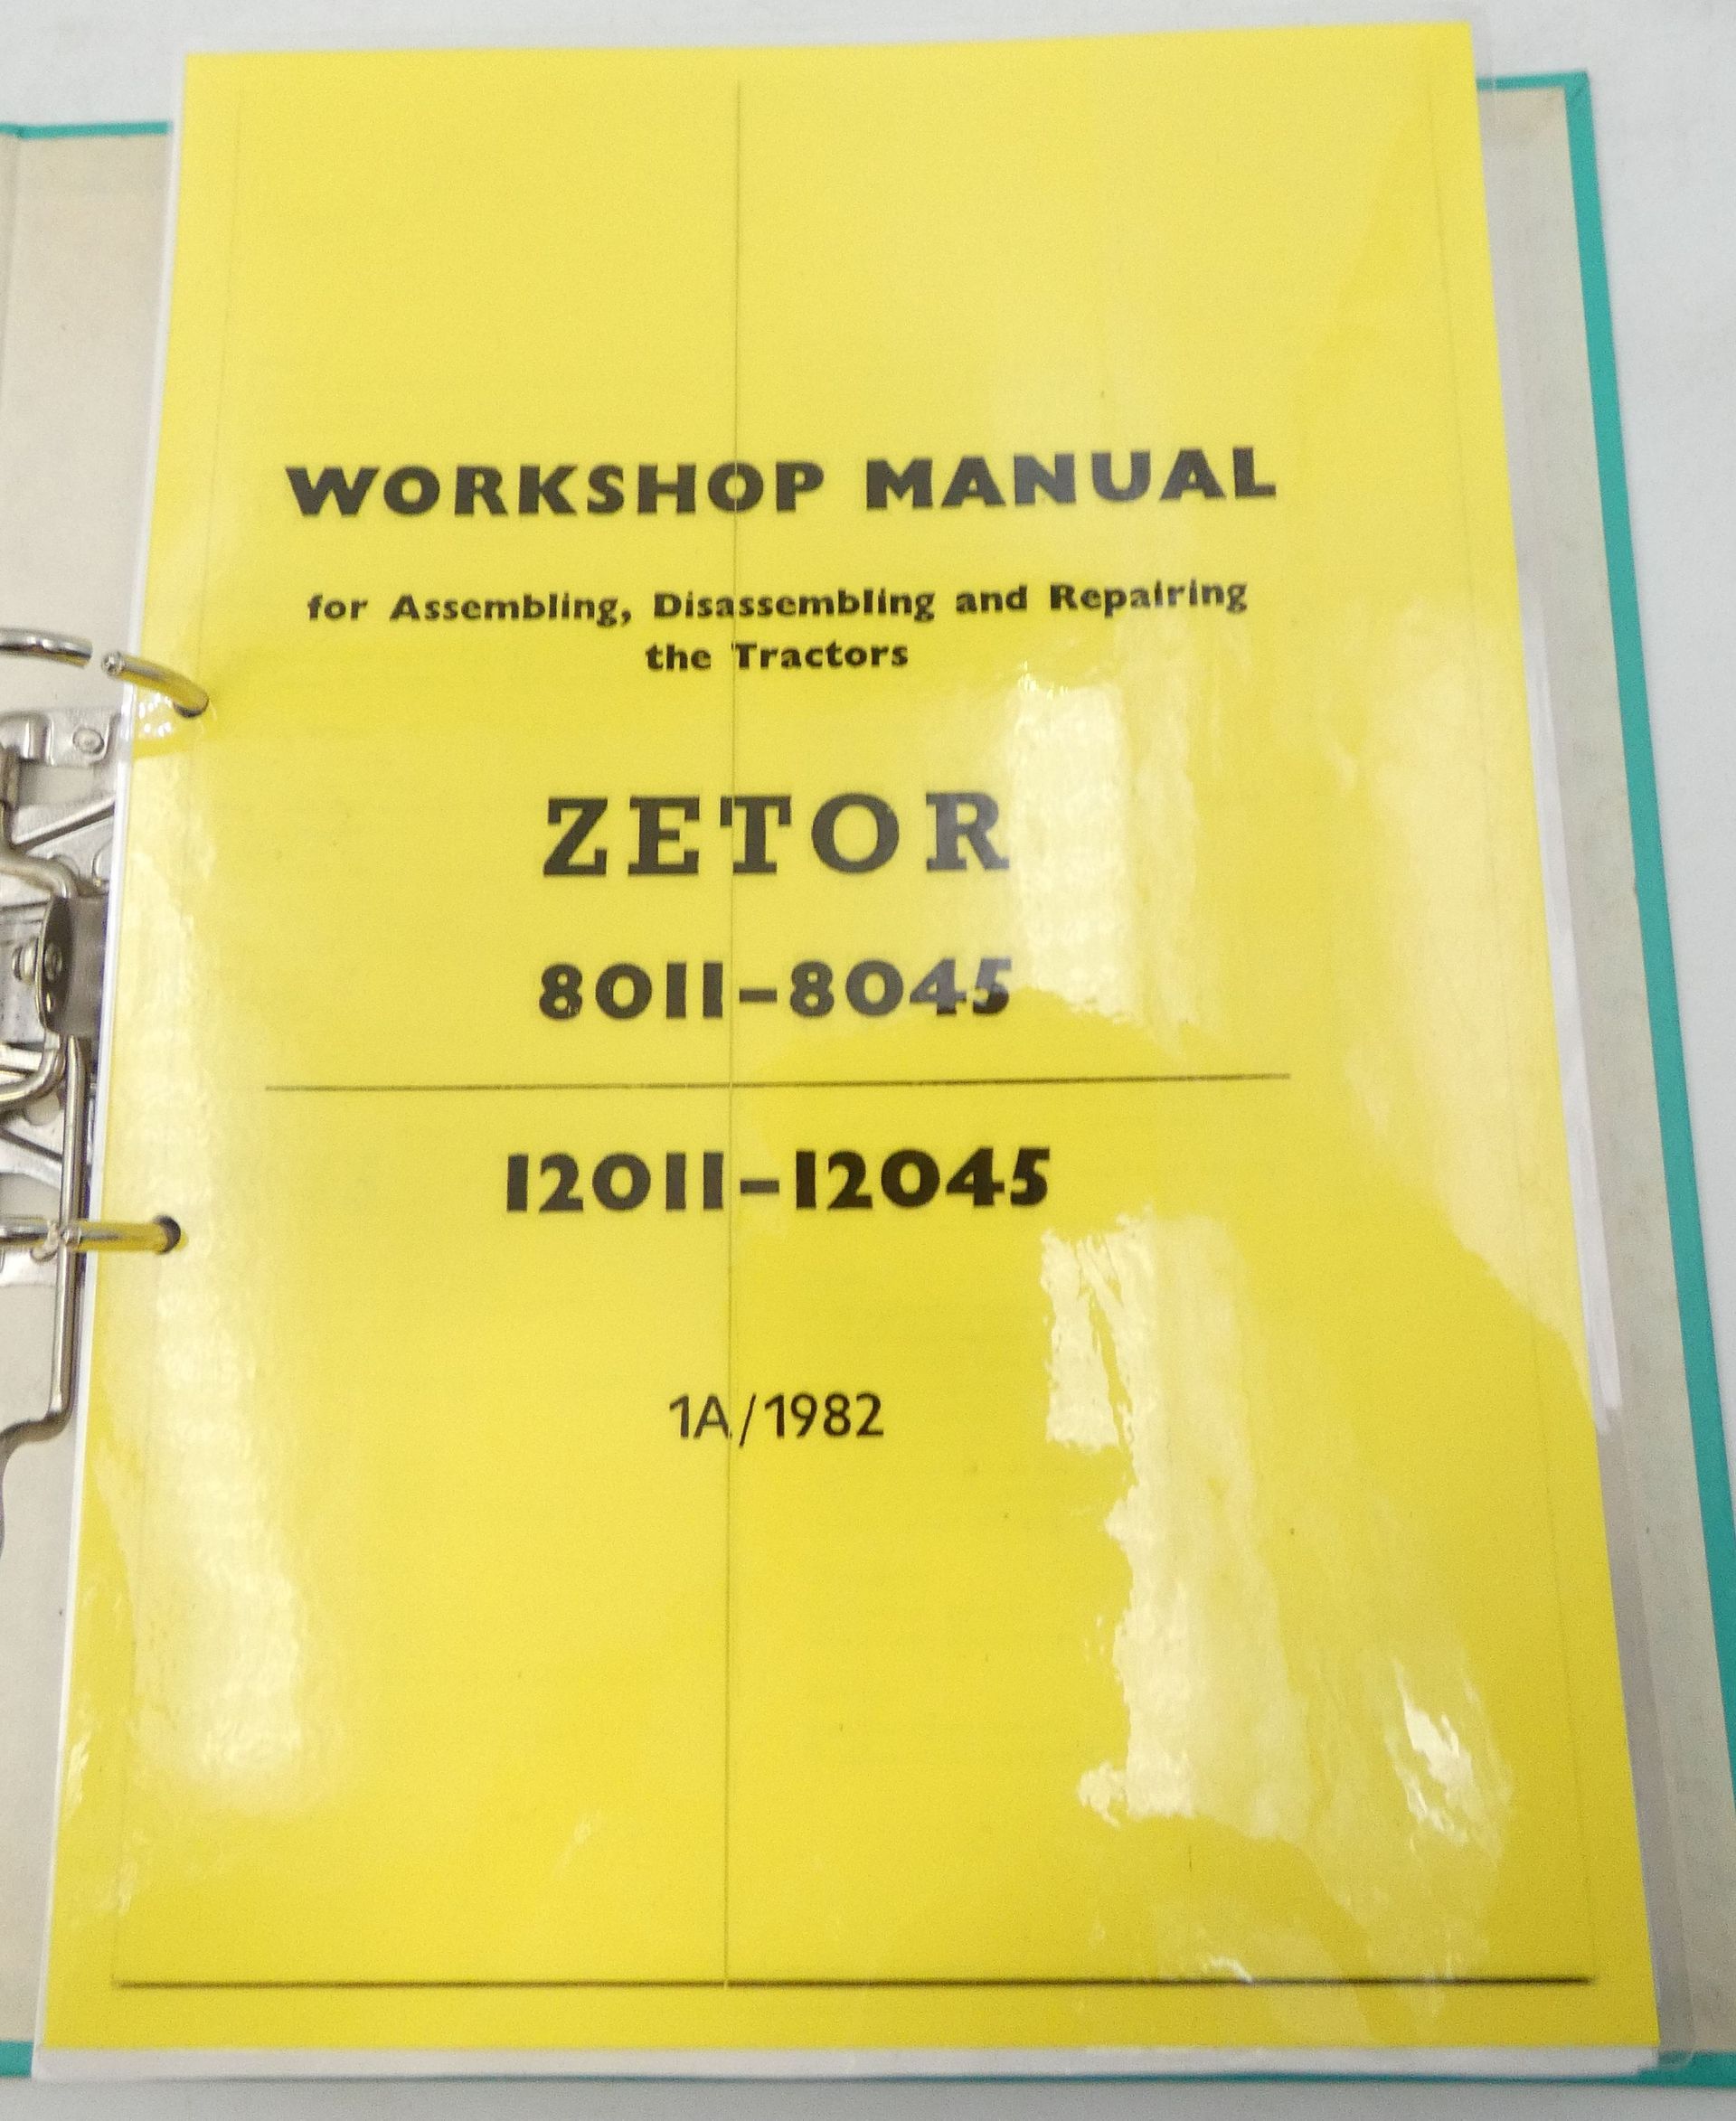 WORKSHOP MANUAL
for Assembling, Disassembling and Repairing
the Tractors
ZETOR
8011-8045
12011-12045
1A/1982